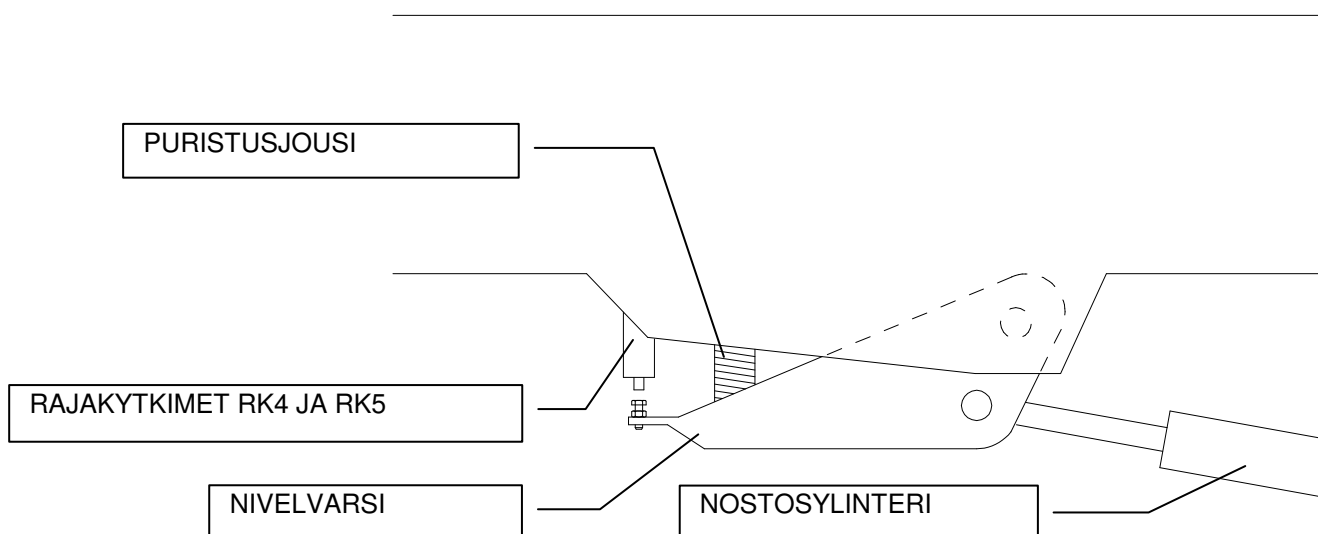 PURISTUSJOUSI
RAJAKYTKIMET RK4 JA RK5
NIVELVARSI
NOSTOSYLINTERI